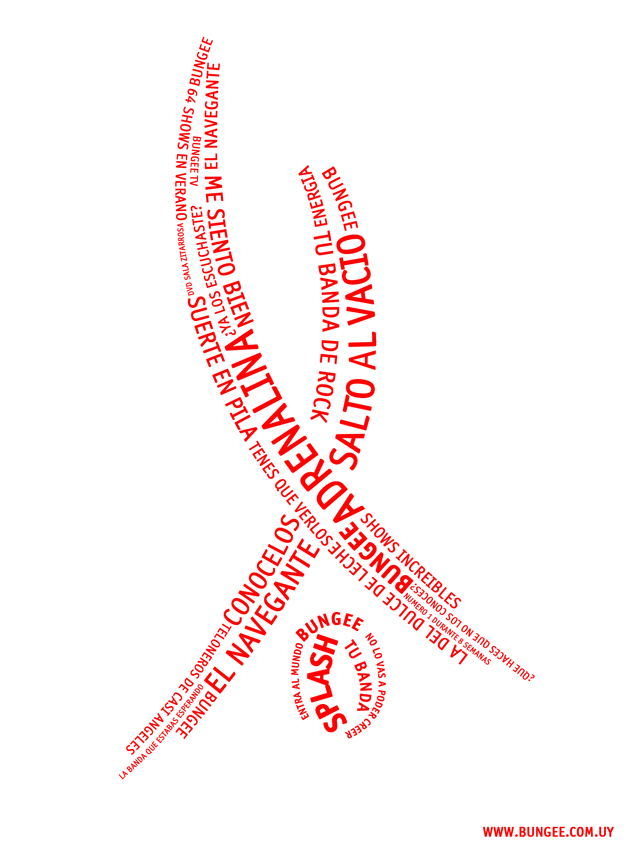 BUNGEE
64 SHOWS EN VERANO
DVD SALA ZITARROSA
SUERTE EN PILA
TENES QUE VERLOS
DULCE DE LECHE
LA DEL
BUNGEE TV
¿YA LOS ESCUCHASTE?
ME EL NAVEGANTE
SIENTO BIEN
ADRENALINA
BUNGEE
SHOWS INCREIBLES
¿QUE HACES QUE NO LOS CONOCES?
NUMERO 1 DURANTE 8 SEMANAS
TU ENERGIA
TU BANDA DE ROCK
BUNGEE
SALTO AL VACIO
CONOCELOS
TELONEROS DE CASI ANGELES
EL NAVEGANTE
BUNGEE
LA BANDA QUE ESTABAS ESPERANDO
BUNGEE
ENTRA AL MUNDO
SPLASH
TU BANDA
NO LO VAS A PODER CREER
WWW.BUNGEE.COM.UY